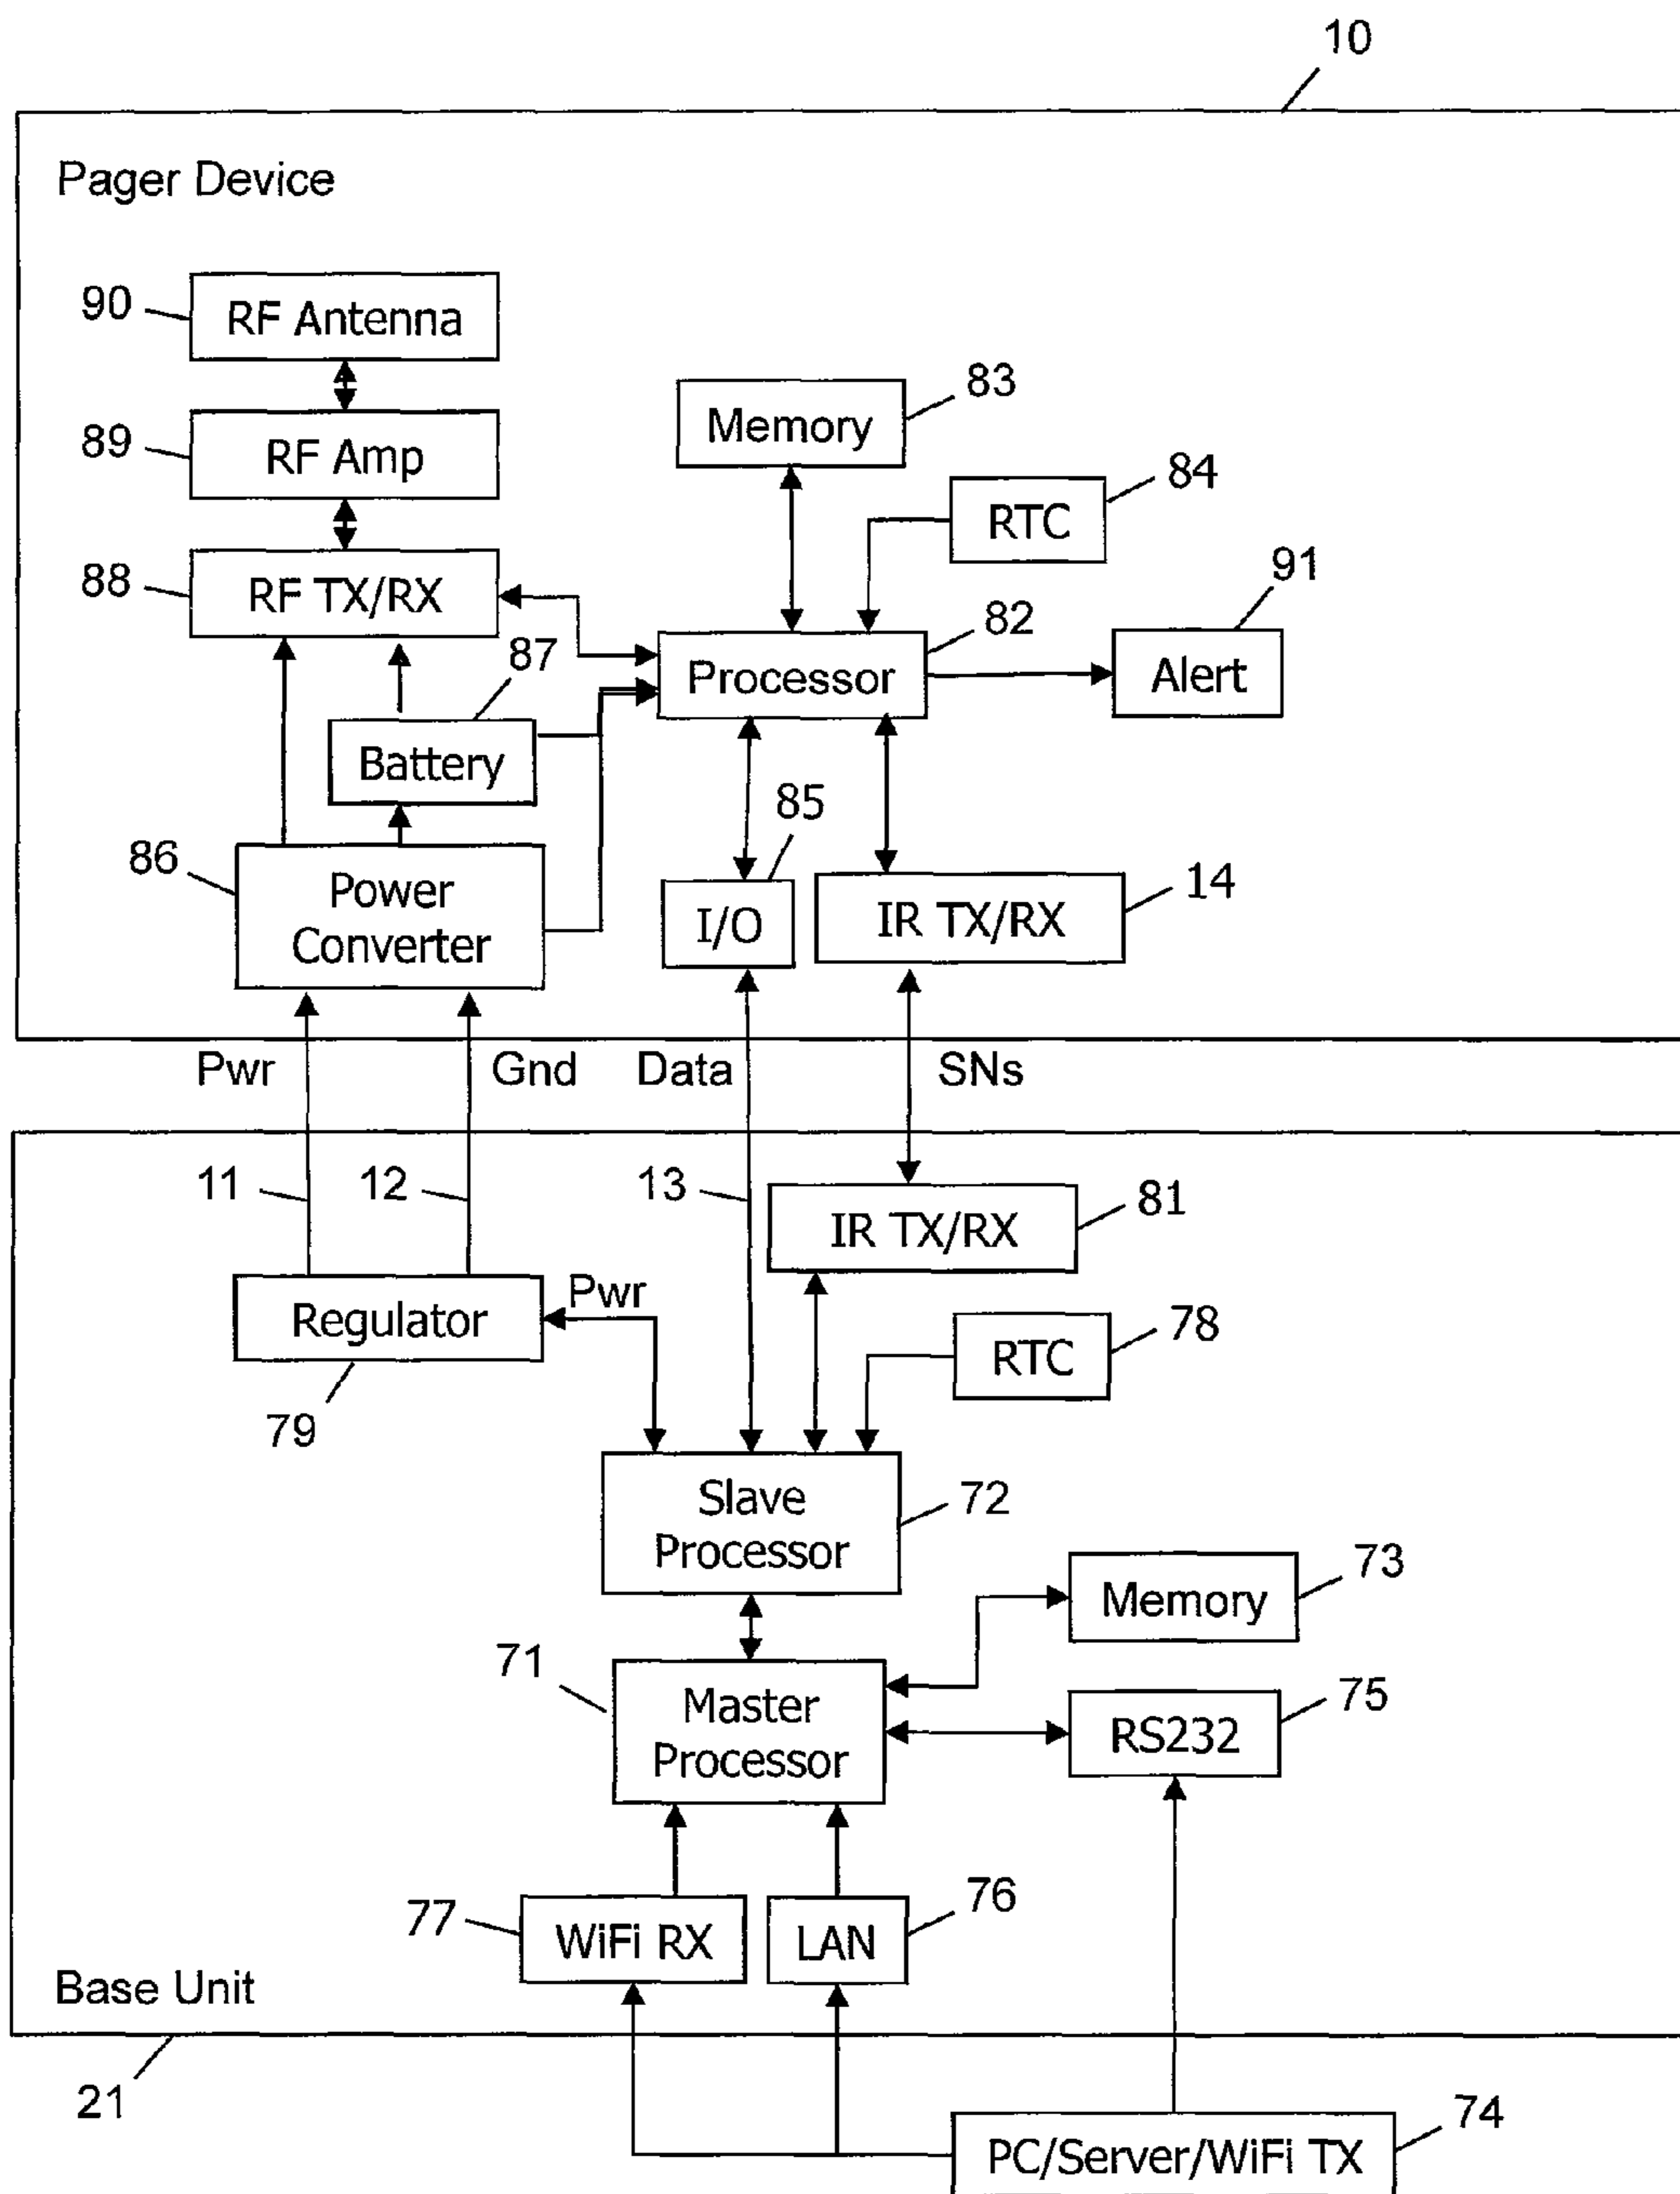 10
Pager Device
90
RF Antenna
83
Memory
89
RF Amp
84
RTC
88
RF TX/RX
91
82
87
Processor
Alert
Battery
85
86
Power
Converter
14
I/O
IR TX/RX
Pwr
Gnd
Data
SNs
11
12
13
81
IR TX/RX
Pwr
Regulator
78
RTC
79
Slave
Processor
72
73
Memory
71
Master
Processor
75
RS232
77
WiFi RX
76
LAN
Base Unit
21
74
PC/Server/WiFi TX